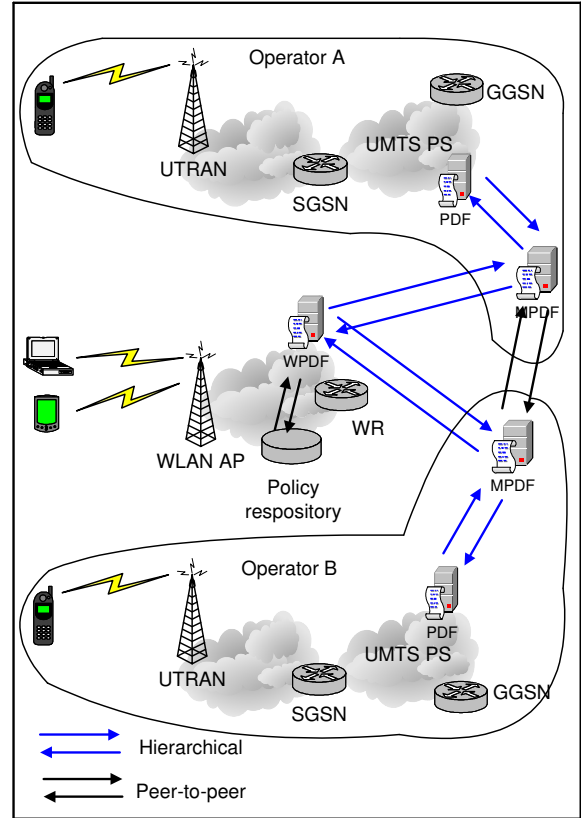 Operator A
GGSN
UMTS PS
UTRAN
SGSN
PDF
MPDF
WPDF
WR
WLAN AP
MPDF
Policy
respository
Operator B
PDF
UMTS PS
UTRAN
GGSN
SGSN
Hierarchical
Peer-to-peer